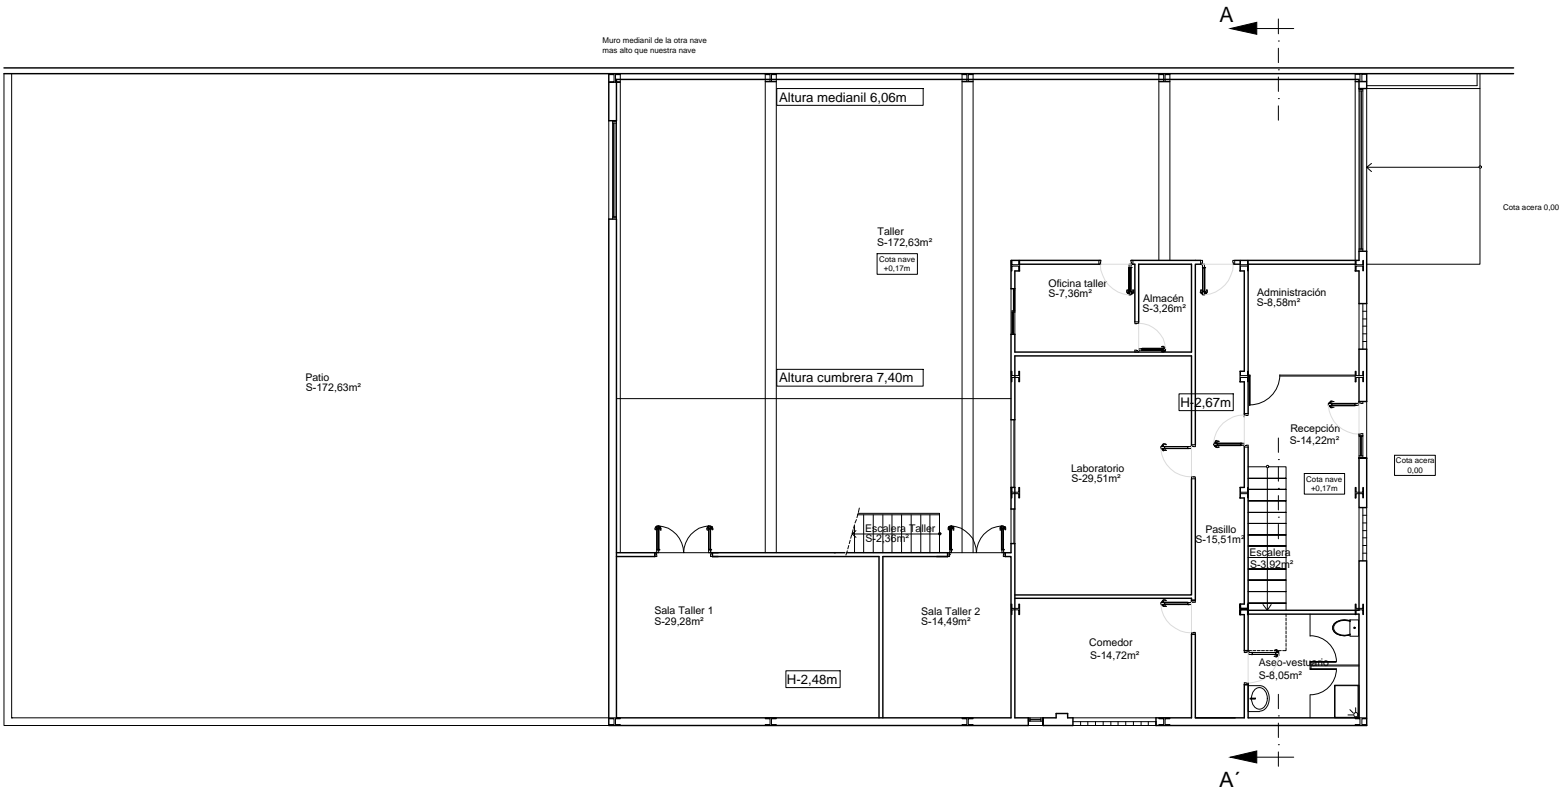 A
Muro medianil de la otra nave
mas alto que nuestra nave
Altura medianil 6,06m
Cota acera 0,00
Taller
S-172,63m²
Cota nave
+0,17m
Oficina taller
S-7,36m²
Almacén
S-3,26m²
Administración
S-8,58m²
Patio
S-172,63m²
Altura cumbrera 7,40m
H-2,67m
Recepción
S-14,22m²
Cota acera
0,00
Laboratorio
S-29,51m²
Cota nave
+0,17m
Escalera Taller
S-2,36m²
Pasillo
S-15,51m²
Escalera
S-3,92m²
Sala Taller 1
S-29,28m²
Sala Taller 2
S-14,49m²
Comedor
S-14,72m²
Aseo-vestuario
S-8,05m²
H-2,48m
A´